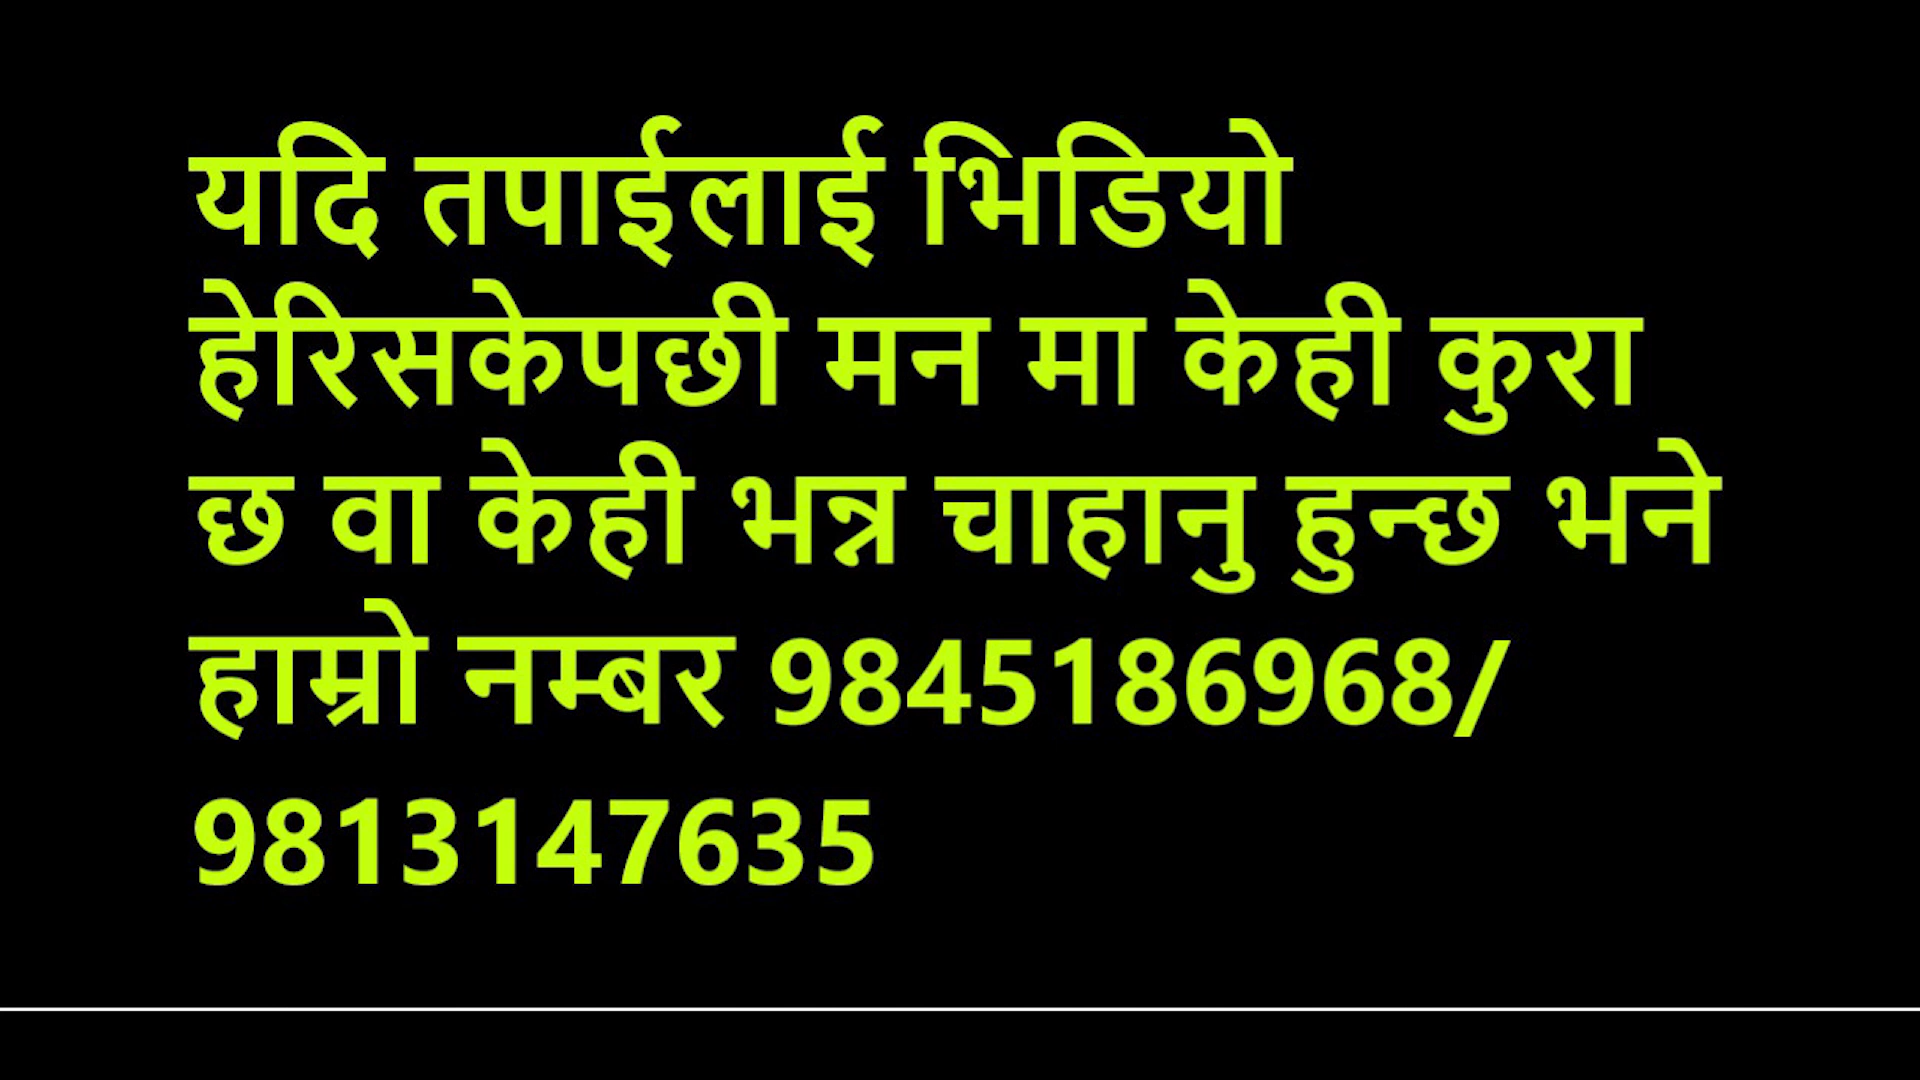 यदि तपाईलाई भिडियो
हेरिसकेपछी मन मा केही कुरा
छ वा केही भन्न चाहानु हुन्छ भने
हाम्रो नम्बर 9845186968/
9813147635